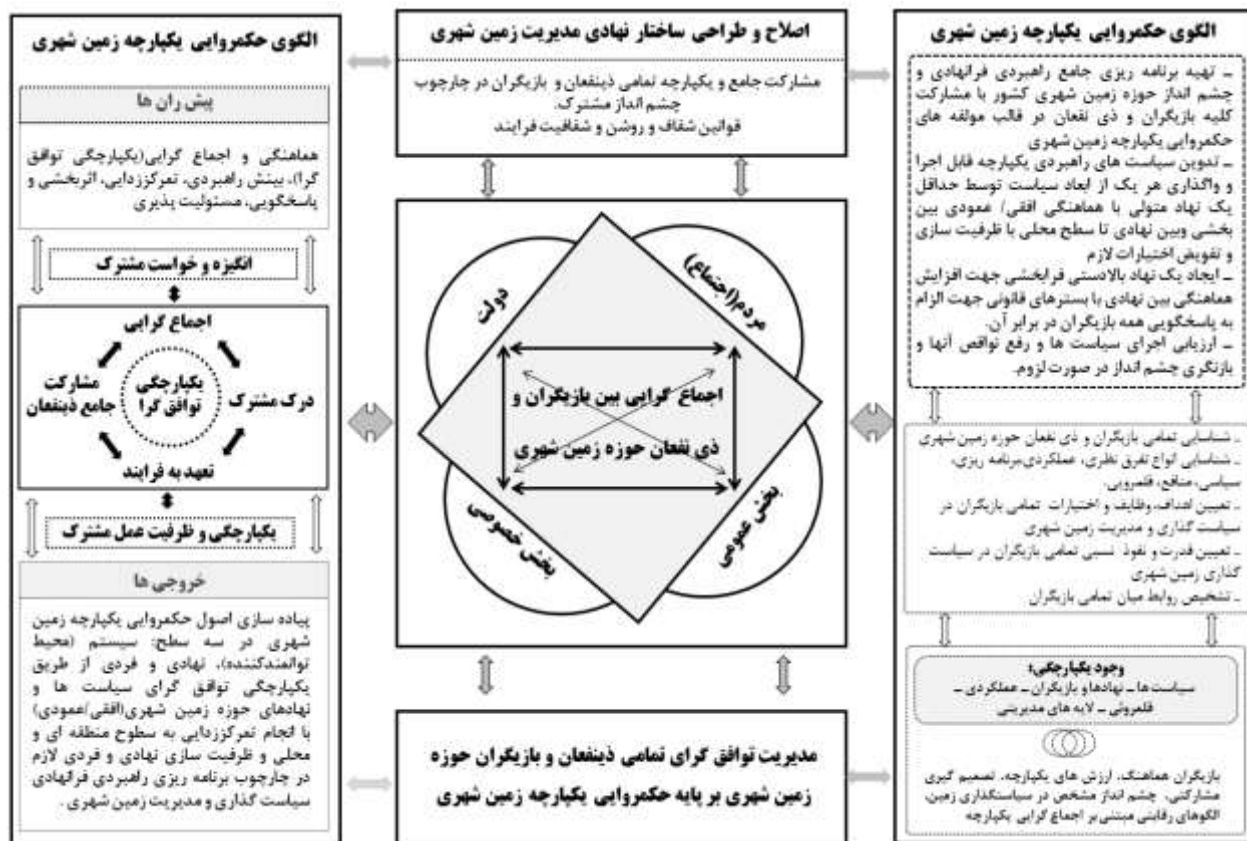 الگوی حکمروایی یکپارچه زمین شهری
ـ تهیه برنامه ریزی جامع راهبردی فرانهادی و
چشم انداز حوزه زمین شهری کشور با مشارکت
کلیه بازیگران و ذی نفعان در قالب مولفه های
حکمروایی یکپارچه زمین شهری
ـ تدوین سیاست های راهبردی یکپارچه قابل اجرا
و واگذاری هر یک از ابعاد سیاست توسط حداقل
یک نهاد متولی با هماهنگی افقی/ عمودی بین
بخشی وبین نهادی تا سطح محلی با ظرفیت سازی
و تفویض اختیارات لازم
ـ ایجاد یک نهاد بالادستی فرابخشی جهت افزایش
هماهنگی بین نهادی با بسترهای قانونی جهت الزام
به پاسخگویی همه بازیگران در برابر آن.
ـ ارزیابی اجرای سیاست ها و رفع نواقص آنها و
بازنگری چشم انداز در صورت لزوم.
ـ شناسایی تمامی بازیگران و ذی نفعان حوزه زمین شهری
ـ شناسایی انواع تفرق نظری، عملکردی،برنامه ریزی،
سیاسی، منافع، قلمرویی.
ـ تعیین اهداف، وظایف و اختیارات تمامی بازیگران در
سیاست گذاری و مدیریت زمین شهری
ـ تعیین قدرت و نفوذ نسبی تمامی بازیگران در سیاست
گذاری زمین شهری
ـ تشخیص روابط میان تمامی بازیگران
وجود یکپارچگی:
سیاست ها ـ نهادها و بازیگران ـ عملکردی ـ
قلمروئی ـ لایه های مدیریتی
بازیگران هماهنگ، ارزش های یکپارچه، تصمیم گیری
مشارکتی، چشم انداز مشخص در سیاستگذاری زمین،
الگوهای رقابتی مبتنی بر اجماع گرایی یکپارچه
اصلاح و طراحی ساختار نهادی مدیریت زمین شهری
مشارکت جامع و یکپارچه تمامی ذینفعان و بازیگران در چارچوب
چشم انداز مشترک.
قوانین شفاف و روشن و شفافیت فرایند
مردم(اجتماع)
دولت
اجماع گرایی بین بازیگران و
ذی نفعان حوزه زمین شهری
بخش عمومی
بخش خصوصی
مدیریت توافق گرای تمامی ذینفعان و بازیگران حوزه
زمین شهری بر پایه حکمروایی یکپارچه زمین شهری
الگوی حکمروایی یکپارچه زمین شهری
پیش ران ها
هماهنگی و اجماع گرایی(یکپارچگی توافق
گرا)، بینش راهبردی، تمرکززدایی، اثربخشی و
پاسخگویی، مسئولیت پذیری
انگیزه و خواست مشترک
اجماع گرایی
درک مشترک
یکپارچگی
توافق گرا
مشارکت
جامع ذینفعان
تعهد به فرایند
یکپارچگی و ظرفیت عمل مشترک
خروجی ها
پیاده سازی اصول حکمروایی یکپارچه زمین
شهری در سه سطح: سیستم (محیط
توانمندکننده)، نهادی و فردی از طریق
یکپارچگی توافق گرای سیاست ها و
نهادهای حوزه زمین شهری(افقی/عمودی)
با انجام تمرکززدایی به سطوح منطقه ای و
محلی و ظرفیت سازی نهادی و فردی لازم
در چارچوب برنامه ریزی راهبردی فرانهادی
سیاست گذاری و مدیریت زمین شهری .